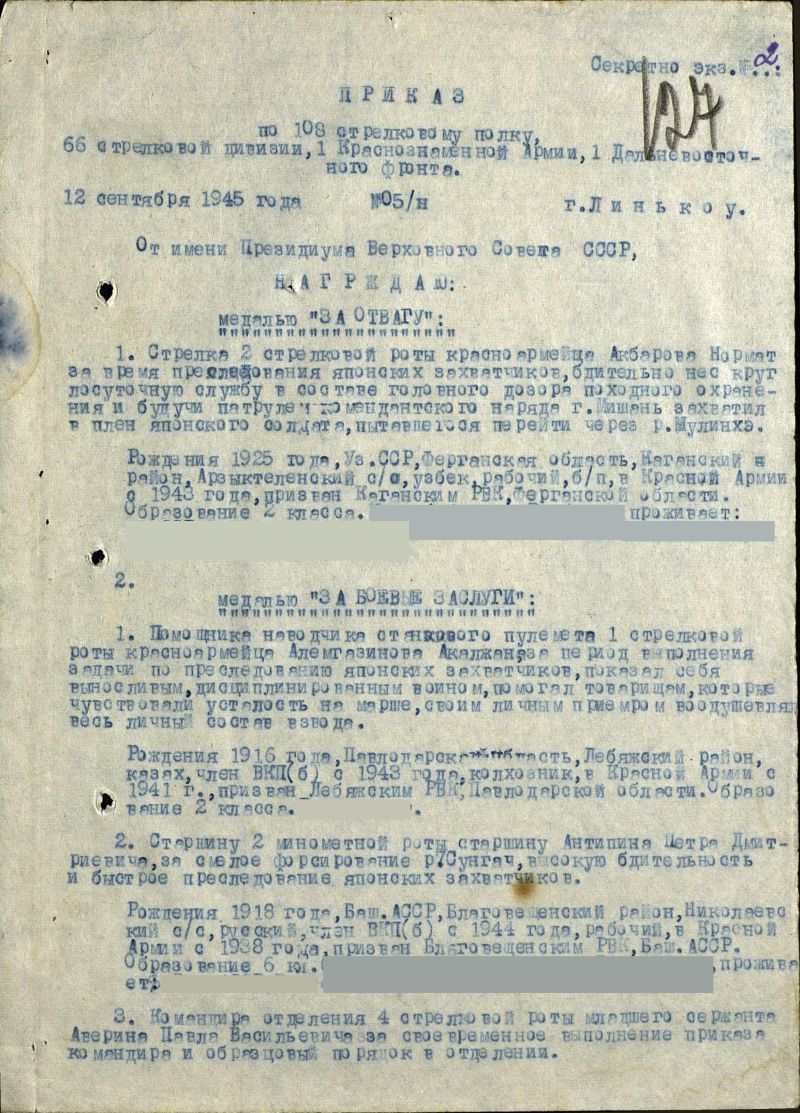 Секретно экз.№2..:
127
ПРИКАЗ
по 108 стрелковому полку,
66 стрелковой дивизии, 1 Краснознаменной Армии, 1 Дальневосточ-
ного фронта.
12 сентября 1945 года №05/н г.Линькоу.
От имени Президиума Верховного Совета СССР,
НАГРЖДАЮ:
медалью "ЗА ОТВАГУ":
1. Стрелка 2 стрелковой роты красноармейца Акбарова Нормат
за время преследования японских захватчиков, бдительно нес круг
лосуточную службу в составе головного дозора походного охране-
ния и будучи патрулем комендантского наряда г.Мишань захватил
в плен японского солдата, пытавшегося перейти через р.Мулинхэ.
Рождения 1925 года, Уз.ССР, Ферганская область, Каганский
район, Арзыктепенский с/с, узбек, рабочий, б/п, в Красной Армии
с 1943 года, призван Каганским РВК, Ферганской области.
Образование 2 класса. проживает:
2.
медалью "ЗА БОЕВЫЕ ЗАСЛУГИ":
1. Помощника наводчика станкового пулемета 1 стрелковой
роты красноармейца Алемгазинова Акалжана, за период выполнения
задачи по преследованию японских захватчиков, показал себя
выносливым, дисциплинированным воином, помогал товарищам, которые
чувствовали усталость на марше, своим личным приемром воодушевлял
весь личный состав взвода.
Рождения 1916 года, Павлодарская область, Лебяжский район,
казах, член ВКП(б) с 1943 года, колхозник, в Красной Армии с
1941 г., призван Лебяжским РВК, Павлодарской области. Образо
вание 2 класса. .
2. Старшину 2 минометной роты старшину Антипина Петра Дмит-
риевича, за смелое форсирование р/Сунгач, высокую бдительность
и быстрое преследование японских захватчиков.
Рождения 1918 года, Баш.АССР, Благовещенский район, Николаевс
кий с/с, русский, член ВКП(б) с 1944 года, рабочий, в Красной
Армии с 1938 года, призван Благовещенским РВК, Баш.АССР.
Образование 6 кл. ,прожива
ет:
3. Командира отделения 4 стрелковой роты младшего сержанта
Аверина Павла Васильевича за своевременное выполнение приказа
командира и образцовый порядок в отделении.